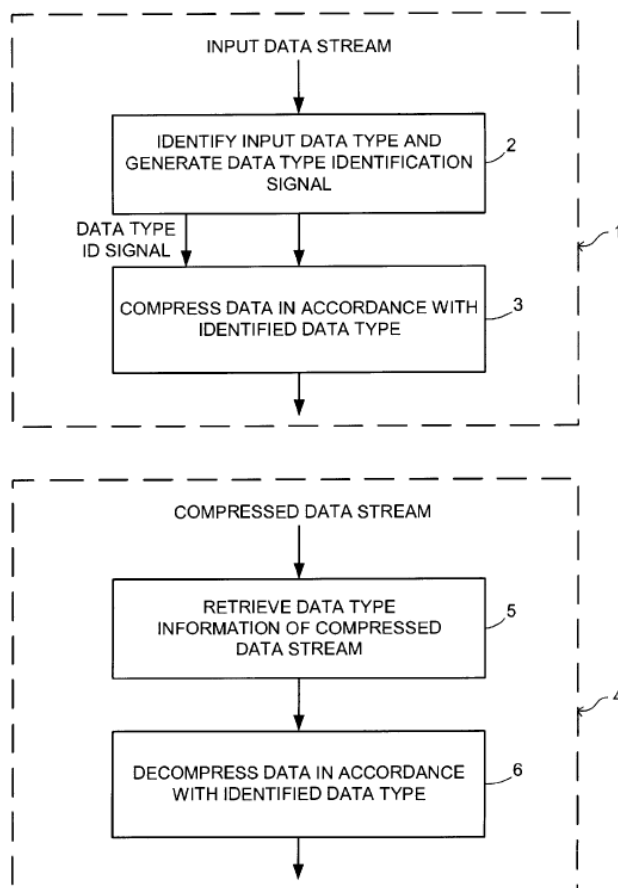 INPUT DATA STREAM
IDENTIFY INPUT DATA TYPE AND
GENERATE DATA TYPE IDENTIFICATION
SIGNAL
2
DATA TYPE
ID SIGNAL
1
COMPRESS DATA IN ACCORDANCE WITH
IDENTIFIED DATA TYPE
3
COMPRESSED DATA STREAM
RETRIEVE DATA TYPE
INFORMATION OF COMPRESSED
DATA STREAM
5
4
DECOMPRESS DATA IN ACCORDANCE
WITH IDENTIFIED DATA TYPE
6